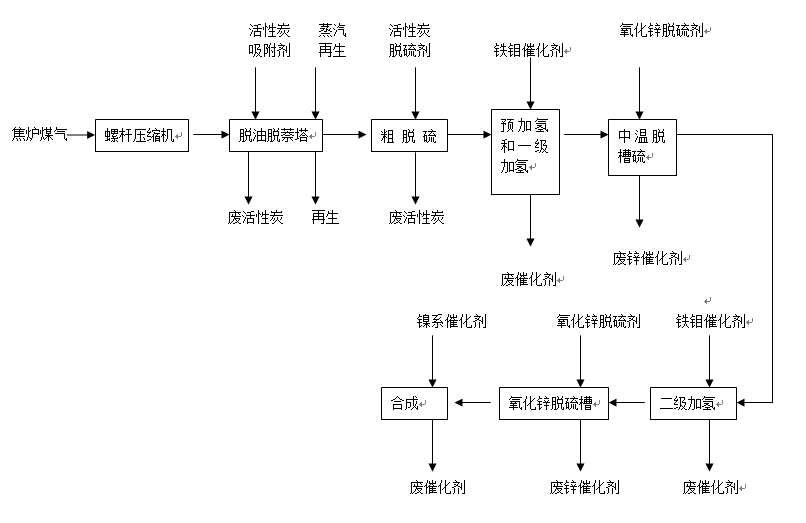 活性炭
吸附剂
蒸汽
再生
活性炭
脱硫剂
铁钼催化剂
氧化锌脱硫剂
焦炉煤气
螺杆压缩机
脱油脱萘塔
粗 脱 硫
预加氢
和一级
加氢
中温脱
槽硫
废活性炭
再生
废活性炭
废催化剂
废锌催化剂
镍系催化剂
氧化锌脱硫剂
铁钼催化剂
合成
氧化锌脱硫槽
二级加氢
废催化剂
废锌催化剂
废催化剂